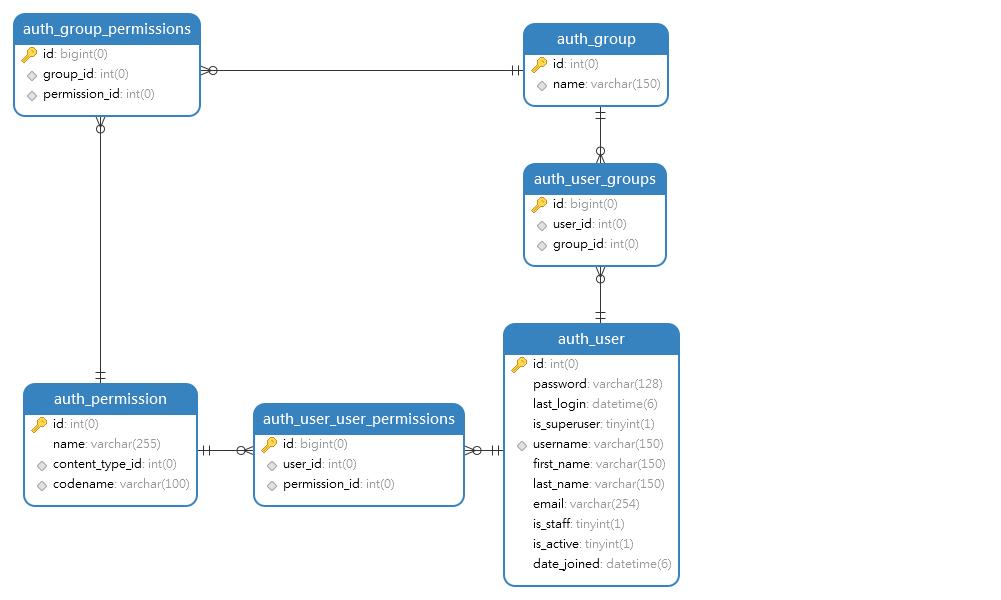 auth_group_permissions
id: bigint(0)
group_id: int(0)
permission_id: int(0)
auth_group
id: int(0)
name: varchar(150)
auth_user_groups
id: bigint(0)
user_id: int(0)
group_id: int(0)
auth_permission
id: int(0)
name: varchar(255)
content_type_id: int(0)
codename: varchar(100)
auth_user_user_permissions
id: bigint(0)
user_id: int(0)
permission_id: int(0)
auth_user
id: int(0)
password: varchar(128)
last_login: datetime(6)
is_superuser: tinyint(1)
username: varchar(150)
first_name: varchar(150)
last_name: varchar(150)
email: varchar(254)
is_staff: tinyint(1)
is_active: tinyint(1)
date_joined: datetime(6)